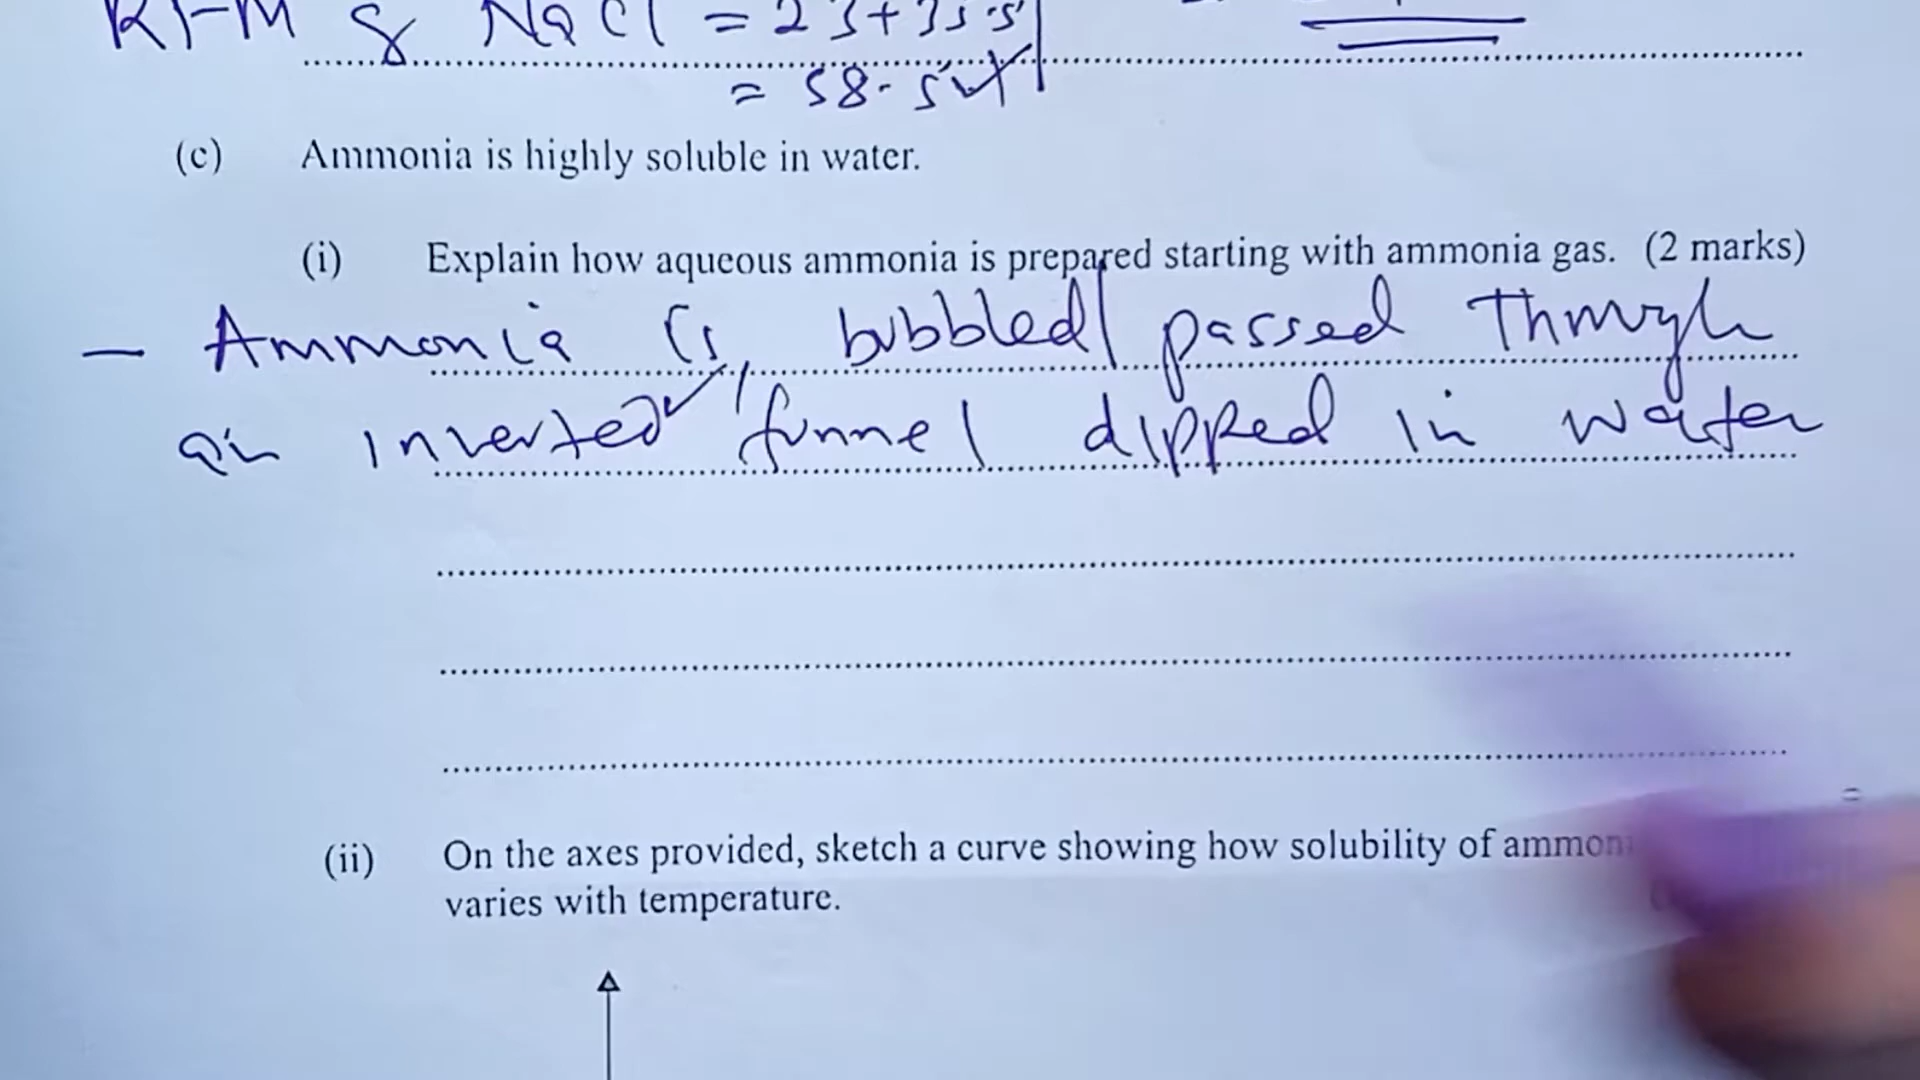 RFM of NaCl = 23+35.5
= 58.5
(c) Ammonia is highly soluble in water.
(i) Explain how aqueous ammonia is prepared starting with ammonia gas. (2 marks)
– Ammonia is bubbled/passed through
an inverted funnel dipped in water
(ii) On the axes provided, sketch a curve showing how solubility of
varies with temperature.